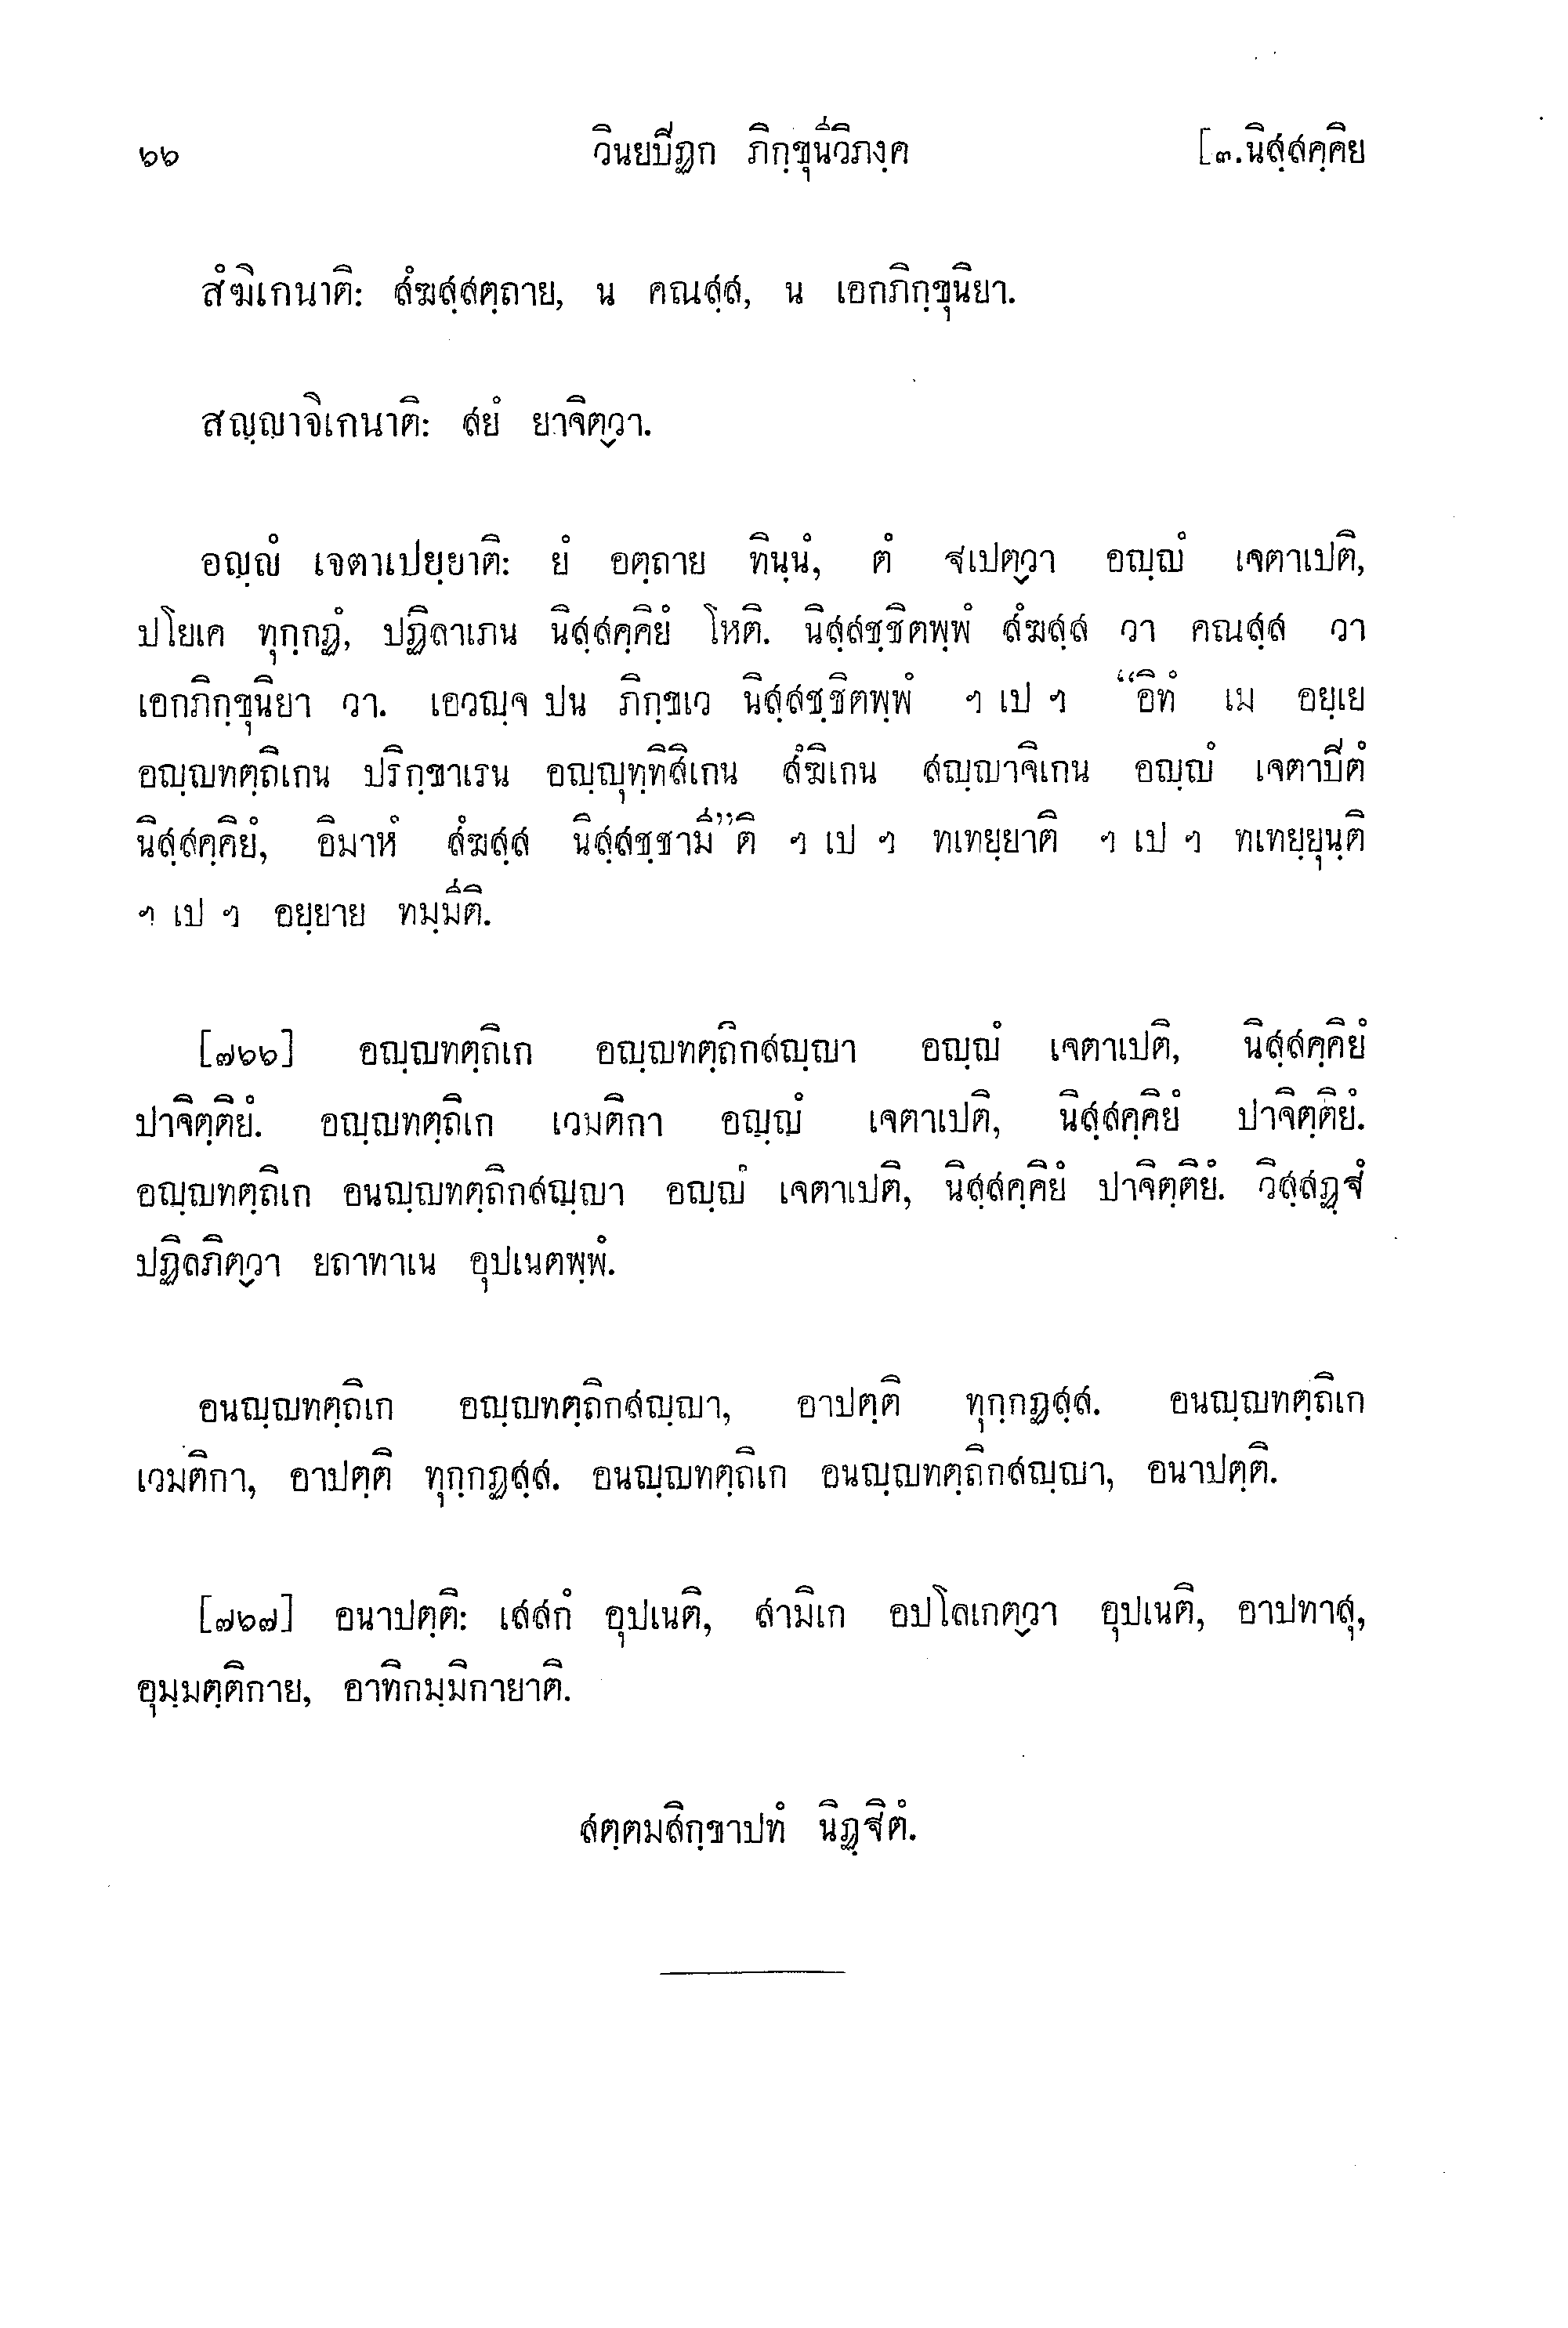 ๖๖ วินยปีฏก ภิกฺขุนีวิภงฺค [๓.นิสฺสคฺคิย
สํฆิเกนาติ: สํฆสฺสตฺถาย, น คณสฺส, น เอกภิกฺขุนิยา.
สญฺญาจิเกนาติ: สยํ ยาจิตฺวา.
อญฺญํ เจตาเปยฺยาติ: ยํ อตฺถาย ทินฺนํ, ตํ ฐเปตฺวา อญฺญํ เจตาเปติ,
ปโยเค ทุกฺกฏํ, ปฏิลาเภน นิสฺสคฺคิยํ โหติ. นิสฺสชฺชิตพฺพํ สํฆสฺส วา คณสฺส วา
เอกภิกฺขุนิยา วา. เอวญฺจ ปน ภิกฺขเว นิสฺสชฺชิตพฺพํ ฯ เป ฯ “อิทํ เม อยฺเย
อญฺญทตฺถิเกน ปริกฺขาเรน อญฺญุทฺทิสิเกน สํฆิเกน สญฺญาจิเกน อญฺญํ เจตาปีตํ
นิสฺสคฺคิยํ, อิมาหํ สํฆสฺส นิสฺสชฺชามี”ติ ฯ เป ฯ ทเทยฺยาติ ฯ เป ฯ ทเทยฺยุนฺติ
ฯ เป ฯ อยฺยาย ทมฺมีติ.
[๗๖๖] อญฺญทตฺถิเก อญฺญทตฺถิกสญฺญา อญฺญํ เจตาเปติ, นิสฺสคฺคิยํ
ปาจิตฺติยํ. อญฺญทตฺถิเก เวมติกา อญฺญํ เจตาเปติ, นิสฺสคฺคิยํ ปาจิตฺติยํ.
อญฺญทตฺถิเก อนญฺญทตฺถิกสญฺญา อญฺญํ เจตาเปติ, นิสฺสคฺคิยํ ปาจิตฺติยํ. วิสฺสฏฺฐํ
ปฏิลภิตฺวา ยถาทาเน อุปเนตพฺพํ.
อนญฺญทตฺถิเก อญฺญทตฺถิกสญฺญา, อาปตฺติ ทุกฺกฏสฺส. อนญฺญทตฺถิเก
เวมติกา, อาปตฺติ ทุกฺกฏสฺส. อนญฺญทตฺถิเก อนญฺญทตฺถิกสญฺญา, อนาปตฺติ.
[๗๖๗] อนาปตฺติ: เสสกํ อุปเนติ, สามิเก อปโลเกตฺวา อุปเนติ, อาปทาสุ,
อุมฺมตฺติกาย, อาทิกมฺมิกายาติ.
สตฺตมสิกฺขาปทํ นิฏฺฐิตํ.